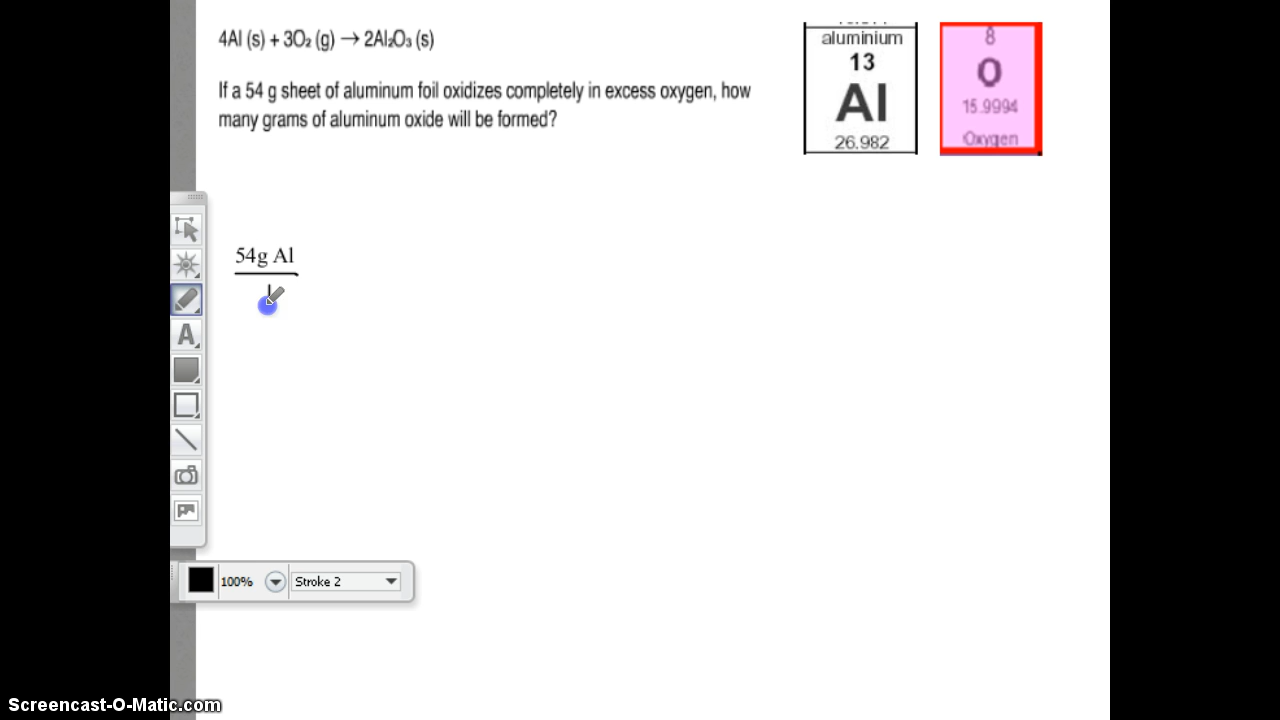 4Al (s) + 3O₂ (g) → 2Al₂O₃ (s)
If a 54 g sheet of aluminum foil oxidizes completely in excess oxygen, how
many grams of aluminum oxide will be formed?
aluminium
13
Al
26.982
8
O
15.9994
Oxygen
54g Al
A
100%
Stroke 2
Screencast-O-Matic.com